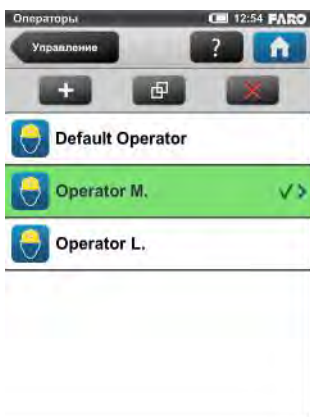 Операторы 12:54 FARO
Управление ?
Default Operator
Operator M.
Operator L.